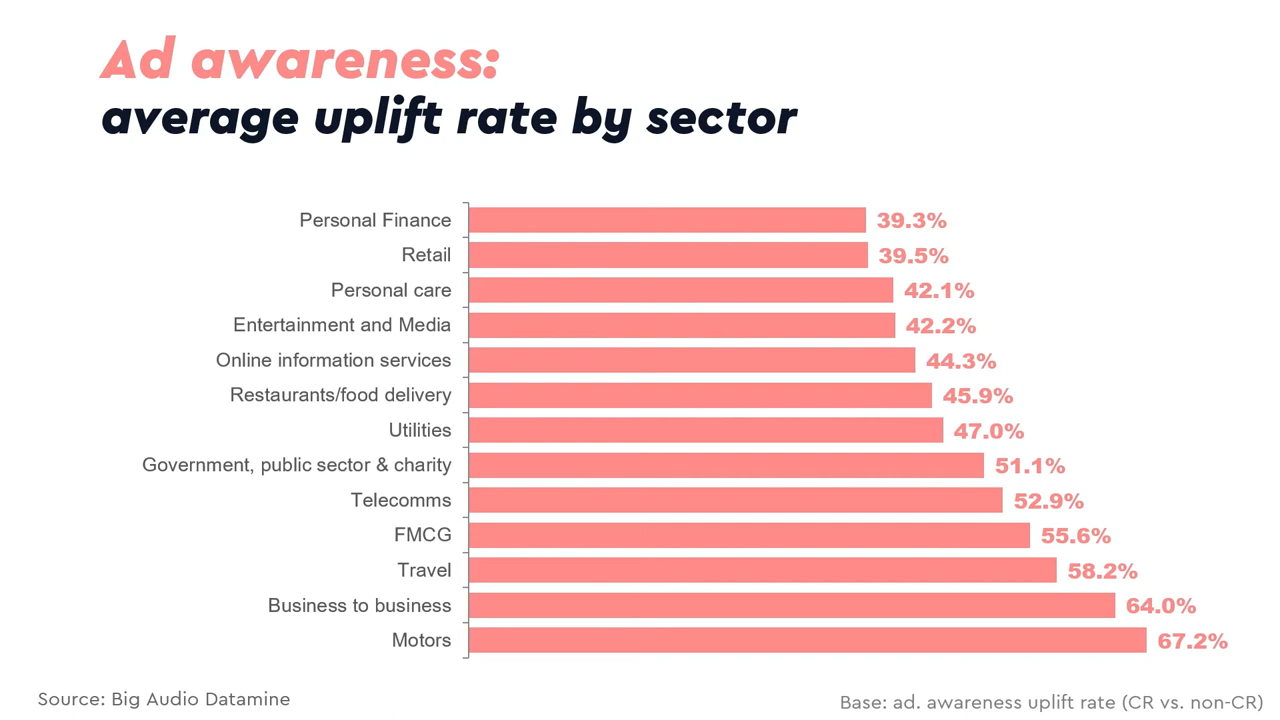 Ad awareness:
average uplift rate by sector
Personal Finance 39.3%
Retail 39.5%
Personal care 42.1%
Entertainment and Media 42.2%
Online information services 44.3%
Restaurants/food delivery 45.9%
Utilities 47.0%
Government, public sector & charity 51.1%
Telecomms 52.9%
FMCG 55.6%
Travel 58.2%
Business to business 64.0%
Motors 67.2%
Source: Big Audio Datamine
Base: ad. awareness uplift rate (CR vs. non-CR)